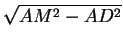 √AM² − AD²